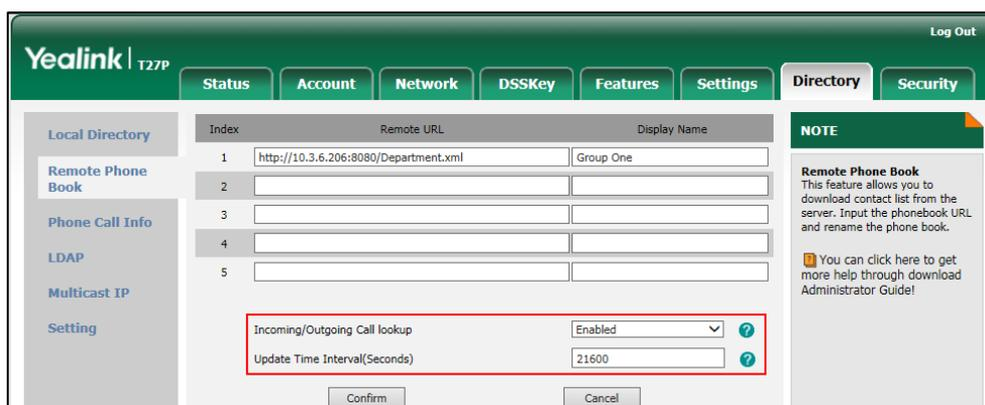 Log Out
Yealink T27P
Status Account Network DSSKey Features Settings Directory Security
Local Directory
Remote Phone
Book
Phone Call Info
LDAP
Multicast IP
Setting
Index Remote URL Display Name
1 http://10.3.6.206:8080/Department.xml Group One
2
3
4
5
Incoming/Outgoing Call lookup Enabled ?
Update Time Interval(Seconds) 21600 ?
Confirm Cancel
NOTE
Remote Phone Book
This feature allows you to
download contact list from the
server. Input the phonebook URL
and rename the phone book.
? You can click here to get
more help through download
Administrator Guide!